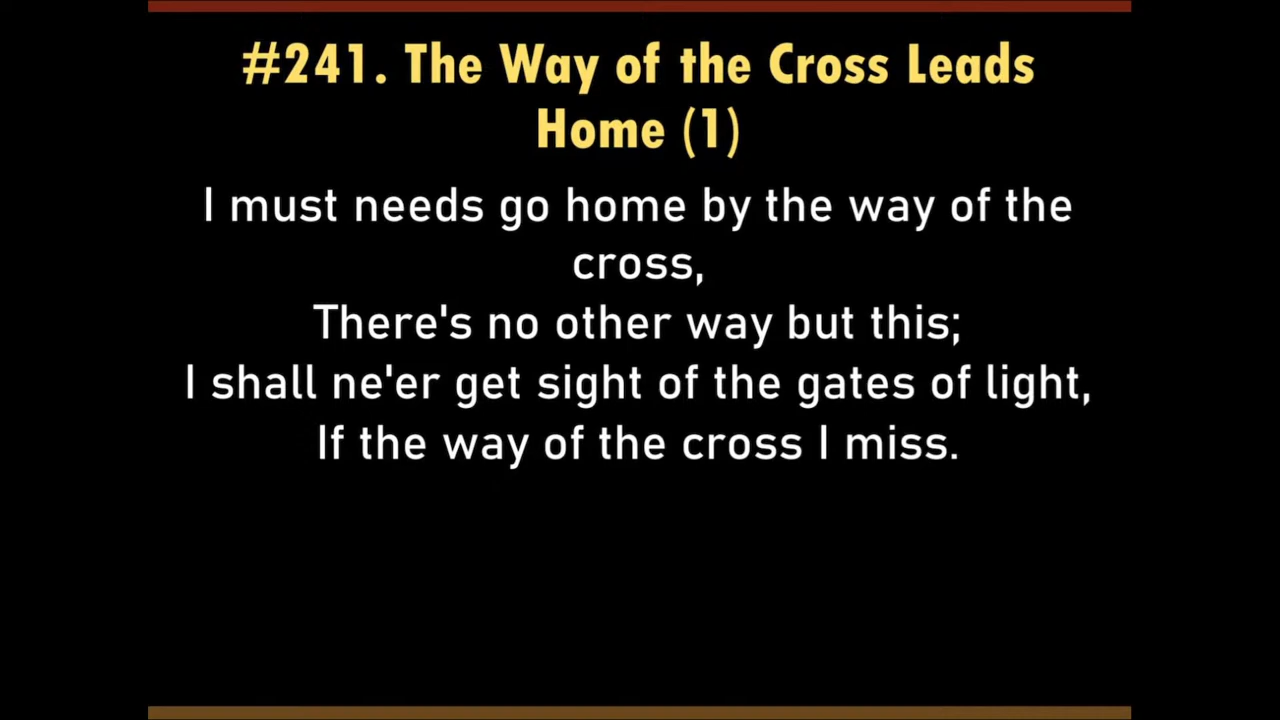 #241. The Way of the Cross Leads
Home (1)
I must needs go home by the way of the
cross,
There's no other way but this;
I shall ne'er get sight of the gates of light,
If the way of the cross I miss.